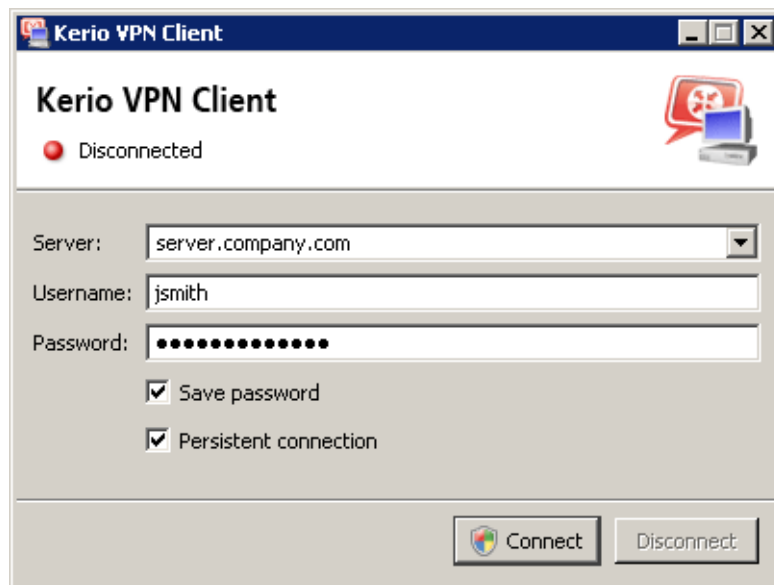 Kerio VPN Client
Kerio VPN Client
Disconnected
Server: server.company.com
Username: jsmith
Password: •••••••••••••
Save password
Persistent connection
Connect Disconnect